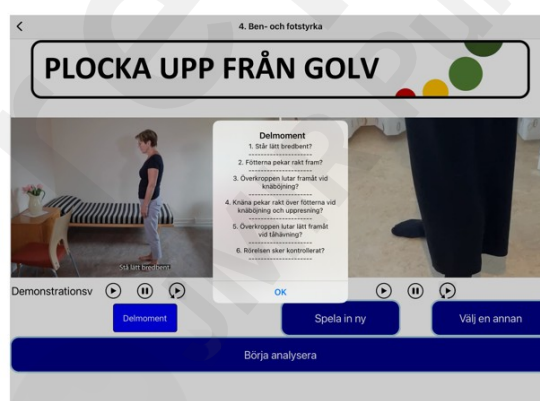 4. Ben- och fotstyrka
PLOCKA UPP FRÅN GOLV
Delmoment
1. Står lätt bredbent?
--------------------
2. Fötterna pekar rakt fram?
--------------------
3. Överkroppen lutar framåt vid
knäböjning?
--------------------
4. Knäna pekar rakt över fötterna vid
knäböjning och uppresning?
--------------------
5. Överkroppen lutar lätt framåt
vid tåhävning?
--------------------
6. Rörelsen sker kontrollerat?
OK
Stå lätt bredbent
Demonstrationsv
Delmoment
Spela in ny
Välj en annan
Börja analysera